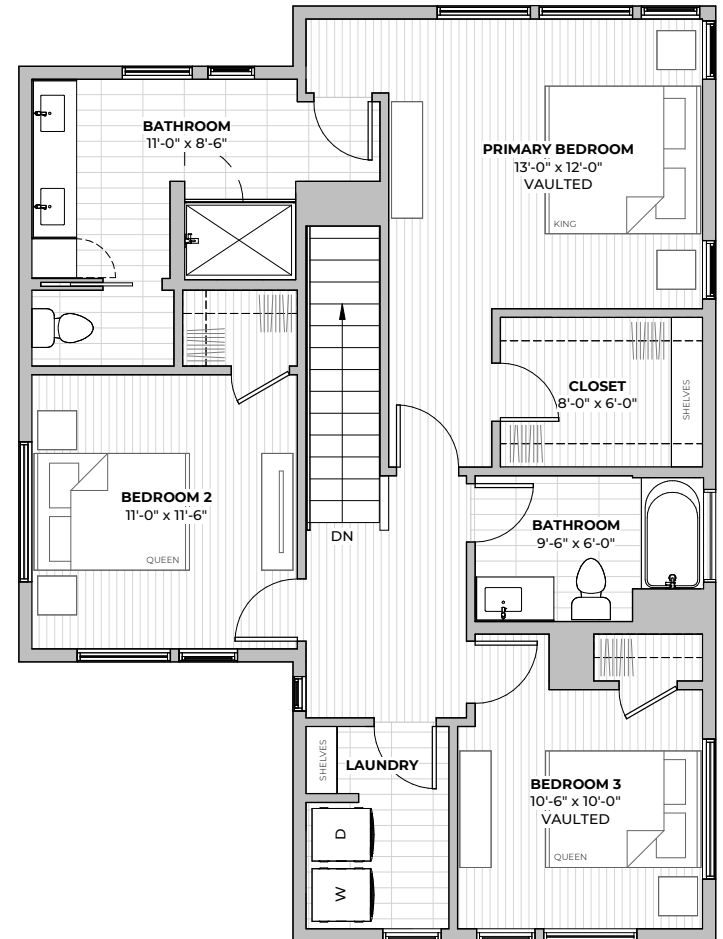 BATHROOM
11'-0" x 8'-6"
PRIMARY BEDROOM
13'-0" x 12'-0"
VAULTED
KING
CLOSET
8'-0" x 6'-0"
SHELVES
BEDROOM 2
11'-0" x 11'-6"
QUEEN
DN
BATHROOM
9'-6" x 6'-0"
SHELVES
LAUNDRY
D
W
BEDROOM 3
10'-6" x 10'-0"
VAULTED
QUEEN